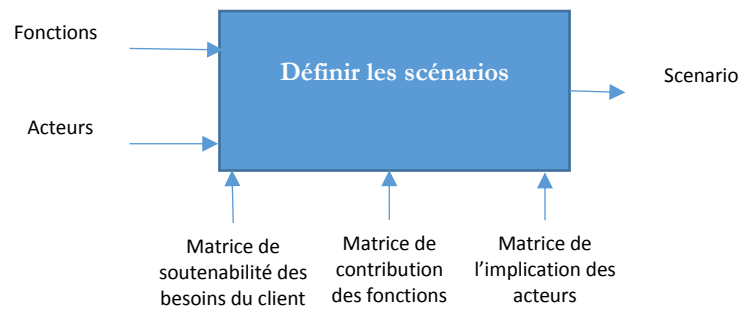 Fonctions
Définir les scénarios
Scenario
Acteurs
Matrice de
soutenabilité des
besoins du client
Matrice de
contribution
des fonctions
Matrice de
l’implication des
acteurs